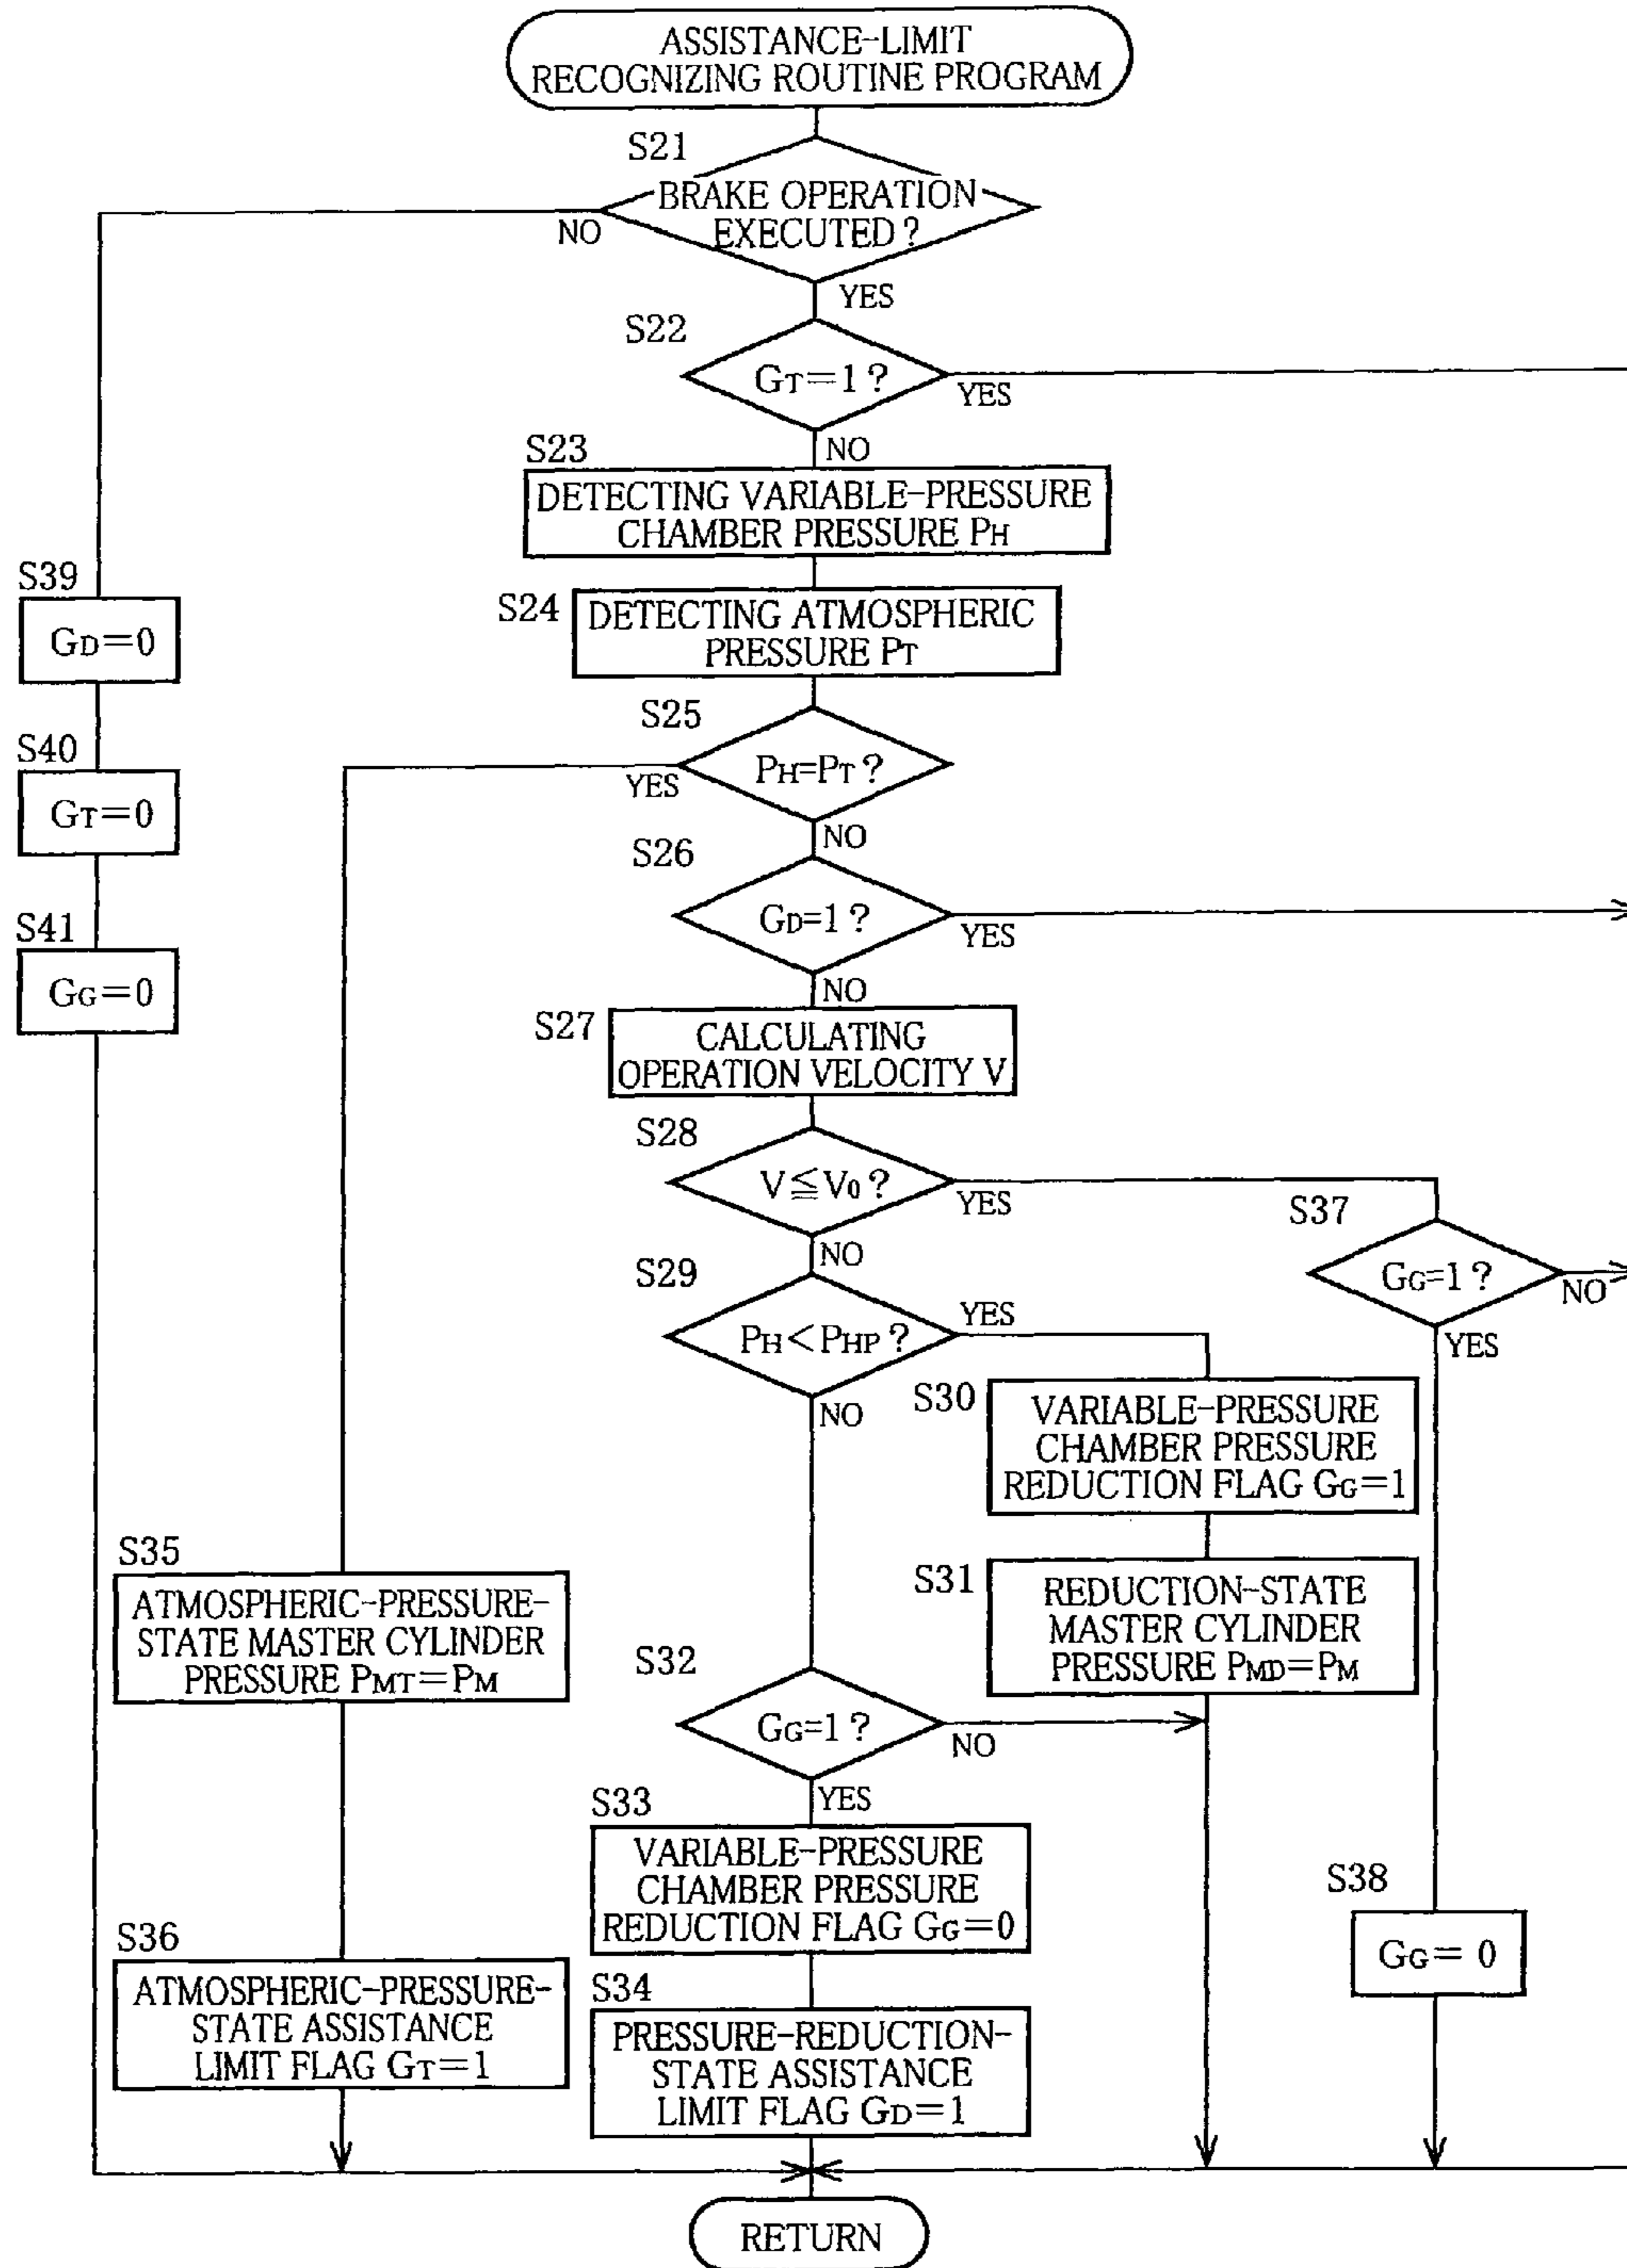 ASSISTANCE-LIMIT
RECOGNIZING ROUTINE PROGRAM
S21
BRAKE OPERATION
EXECUTED?
NO
YES
S22
GT=1?
YES
NO
S23
DETECTING VARIABLE-PRESSURE
CHAMBER PRESSURE PH
S24
DETECTING ATMOSPHERIC
PRESSURE PT
S25
PH=PT?
YES
NO
S26
GD=1?
YES
NO
S27
CALCULATING
OPERATION VELOCITY V
S28
V≦V0?
YES
NO
S29
PH<PHP?
YES
NO
S30
VARIABLE-PRESSURE
CHAMBER PRESSURE
REDUCTION FLAG GG=1
S31
REDUCTION-STATE
MASTER CYLINDER
PRESSURE PMD=PM
S32
GG=1?
NO
YES
S33
VARIABLE-PRESSURE
CHAMBER PRESSURE
REDUCTION FLAG GG=0
S34
PRESSURE-REDUCTION-
STATE ASSISTANCE
LIMIT FLAG GD=1
S35
ATMOSPHERIC-PRESSURE-
STATE MASTER CYLINDER
PRESSURE PMT=PM
S36
ATMOSPHERIC-PRESSURE-
STATE ASSISTANCE
LIMIT FLAG GT=1
S37
GG=1?
NO
YES
S38
GG= 0
S39
GD=0
S40
GT=0
S41
GG=0
RETURN